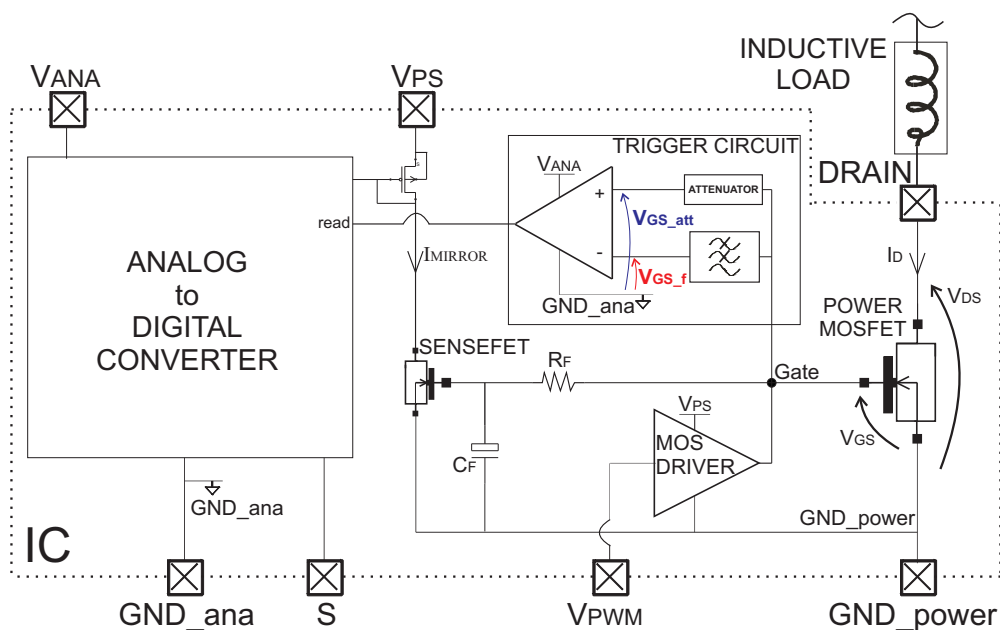 INDUCTIVE
LOAD
VANA
VPS
TRIGGER CIRCUIT
DRAIN
VANA
S
+
ATTENUATOR
VGS_att
read
-
VGS_f
IMIRROR
GND_ana
ID
VDS
ANALOG
to
DIGITAL
CONVERTER
POWER
MOSFET
SENSEFET
RF
Gate
VPS
VGS
MOS
DRIVER
CF
GND_ana
GND_power
IC
GND_ana
S
VPWM
GND_power